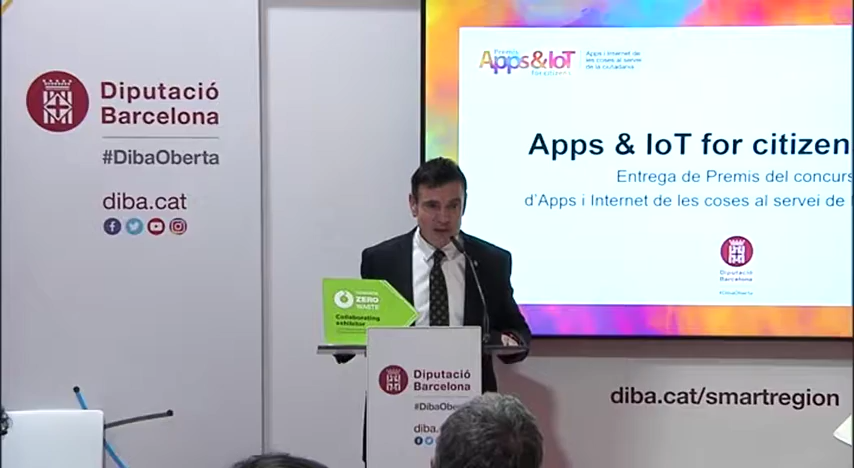 Diputació
Barcelona
#DibaOberta
diba.cat
Premis
Apps&IoT
for citizens
Apps i Internet de
les coses al servei
de la ciutadania
Apps & IoT for citizen
Entrega de Premis del concurs
d'Apps i Internet de les coses al servei de l
Diputació
Barcelona
#DibaOberta
diba.cat/smartregion
ZERO
WASTE
Collaborating
exhibitor
Diputació
Barcelona
#DibaOberta
diba.